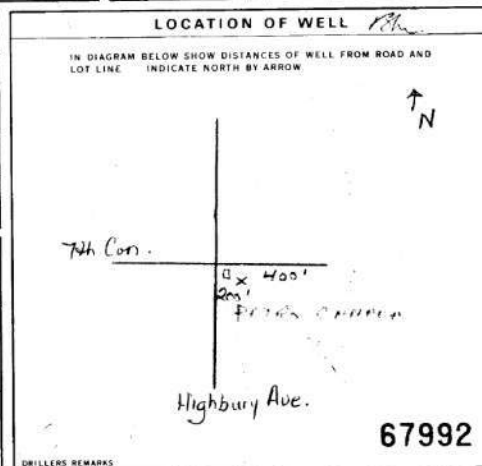 LOCATION OF WELL
IN DIAGRAM BELOW SHOW DISTANCES OF WELL FROM ROAD AND
LOT LINE INDICATE NORTH BY ARROW
N
7th Con.
x 400'
200'
Highbury Ave.
67992
DRILLERS REMARKS